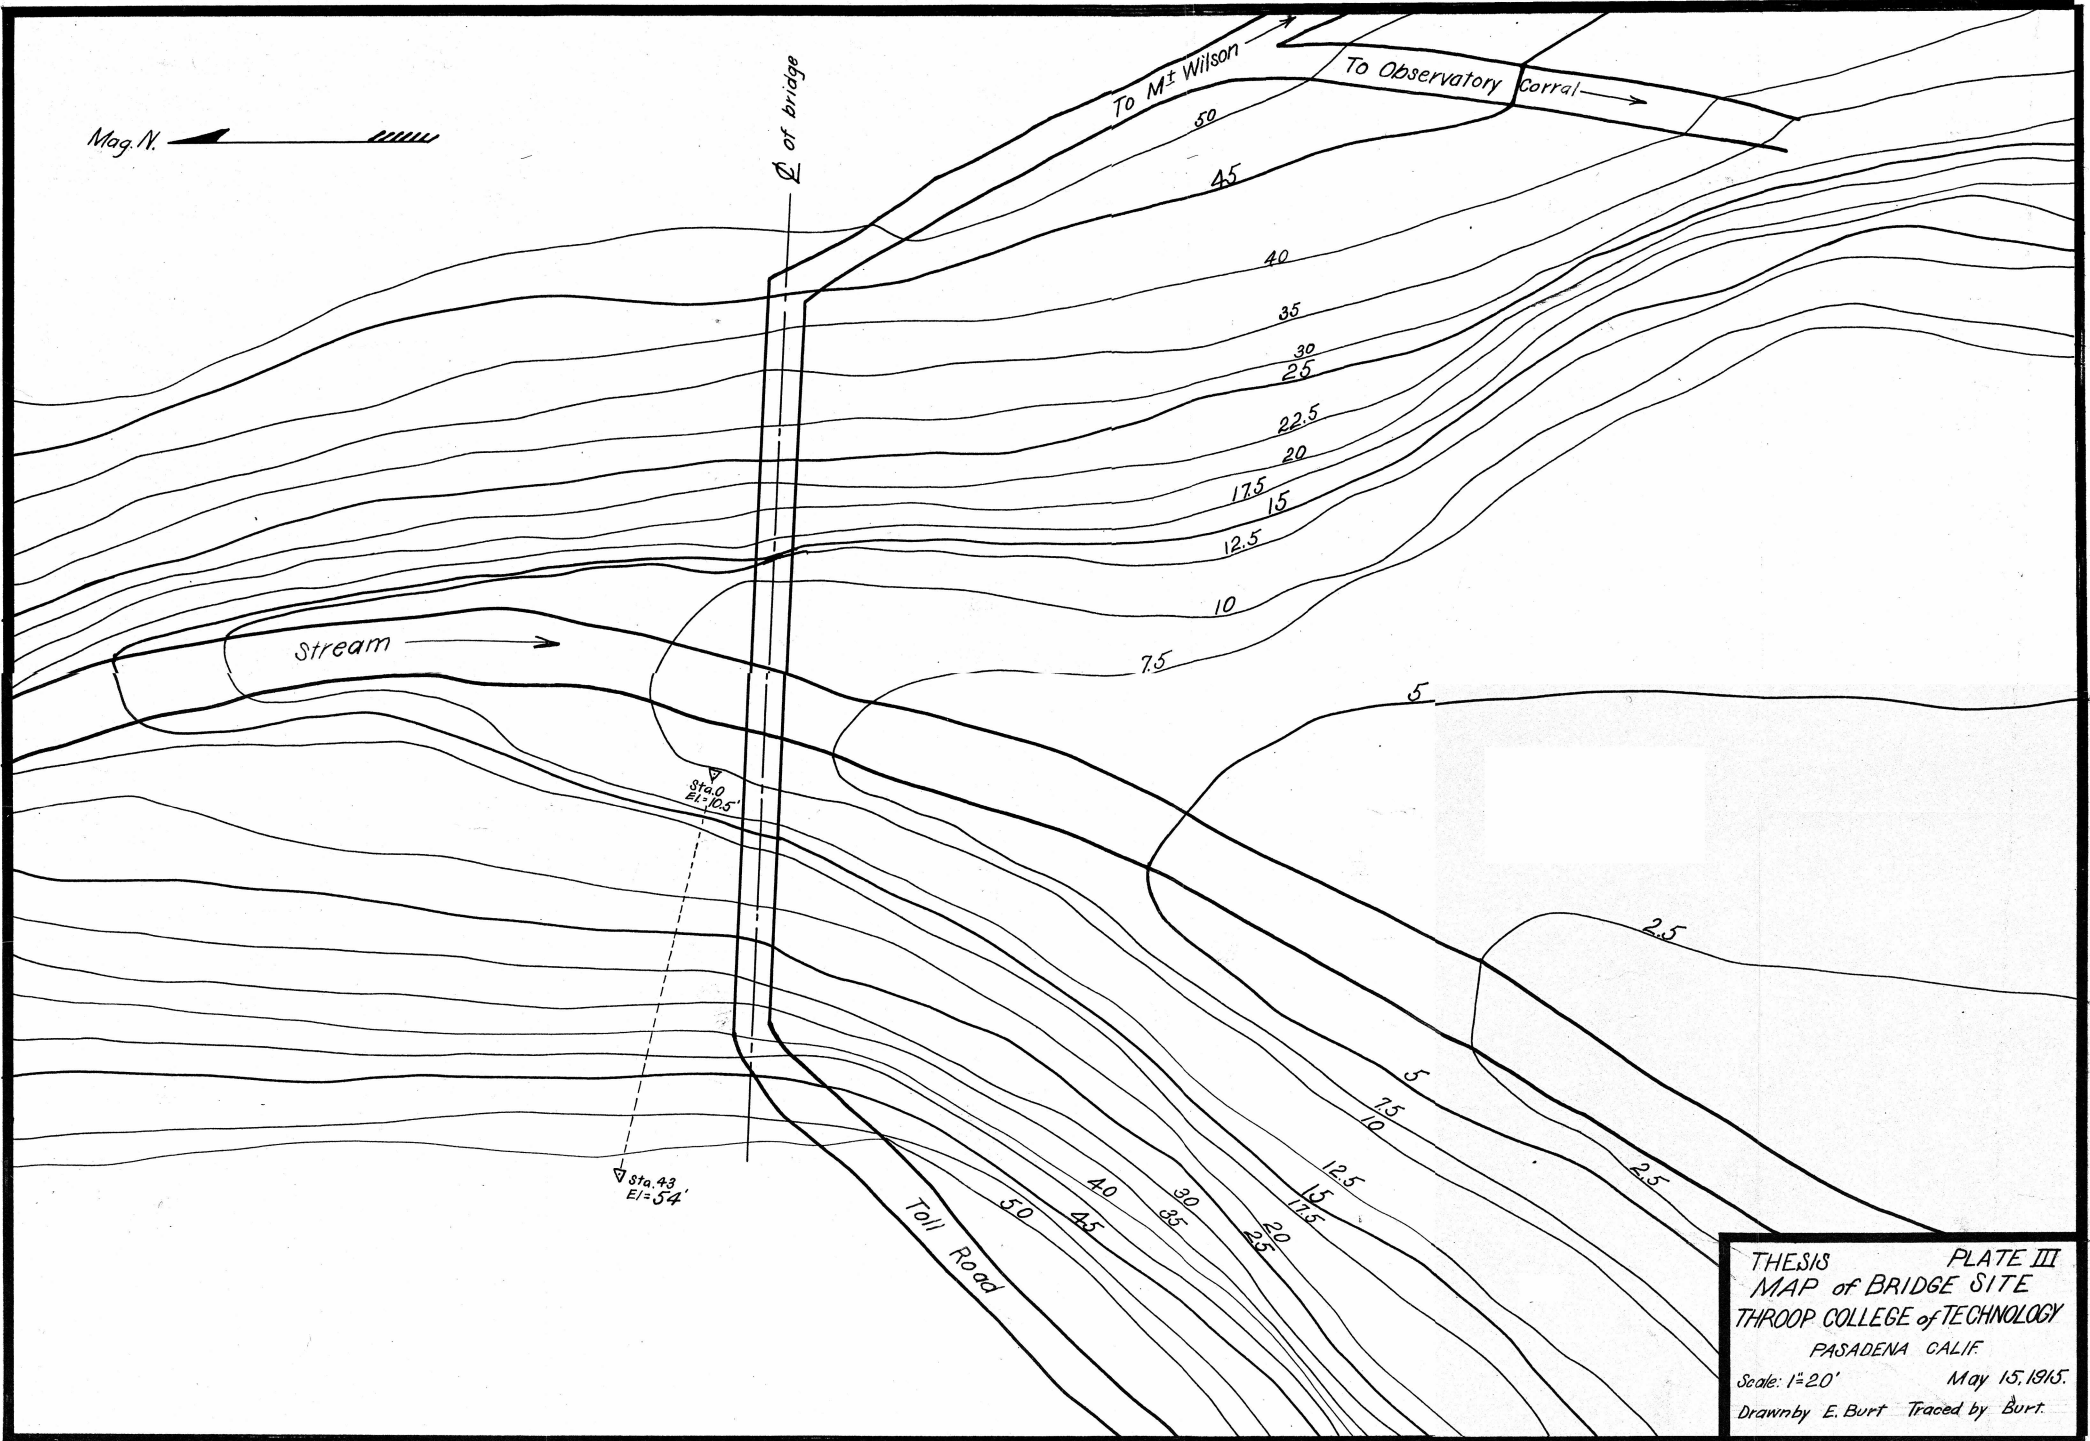 Mag. N.
℄ of bridge
To Mt Wilson
To Observatory Corral
50
45
40
35
30
25
22.5
20
17.5
15
12.5
10
7.5
5
2.5
Stream
Sta. 0
El. = 10.5'
Sta. 43
El = 54'
Toll Road
50
45
40
35
30
25
20
17.5
15
12.5
10
7.5
5
2.5
THESIS PLATE III
MAP of BRIDGE SITE
THROOP COLLEGE of TECHNOLOGY
PASADENA CALIF.
Scale: 1"=20' May 15, 1915.
Drawn by E. Burt Traced by Burt.